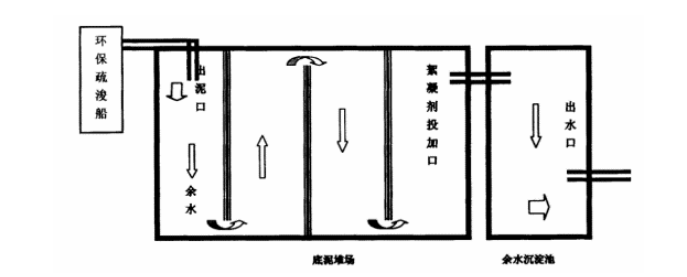 环保疏浚船
出泥口
余水
絮凝剂投加口
出水口
底泥堆场
余水沉淀池